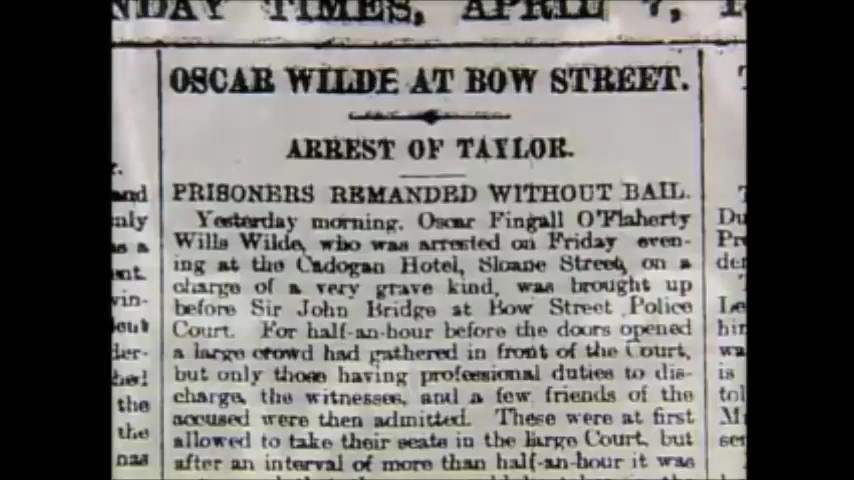 NDAY TIMES, APRIL 7, 1
OSCAR WILDE AT BOW STREET.
ARREST OF TAYLOR.
PRISONERS REMANDED WITHOUT BAIL.
Yesterday morning, Oscar Fingall O'Flaherty
Wills Wilde, who was arrested on Friday even-
ing at the Cadogan Hotel, Sloane Street, on a
charge of a very grave kind, was brought up
before Sir John Bridge at Bow Street Police
Court. For half-an-hour before the doors opened
a large crowd had gathered in front of the Court,
but only those having professional duties to dis-
charge, the witnesses, and a few friends of the
accused were then admitted. These were at first
allowed to take their seats in the large Court, but
after an interval of more than half-an-hour it was